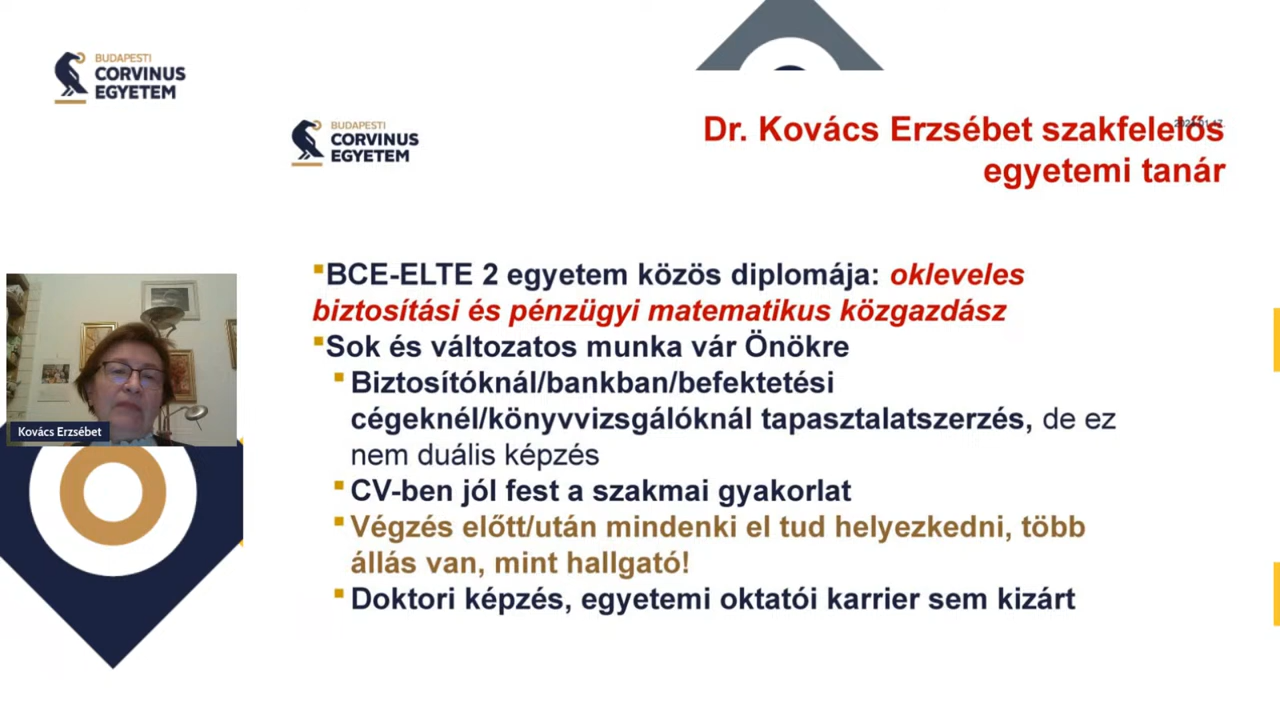 BUDAPESTI
CORVINUS
EGYETEM
BUDAPESTI
CORVINUS
EGYETEM
Dr. Kovács Erzsébet szakfelelős
egyetemi tanár
BCE-ELTE 2 egyetem közös diplomája: okleveles
biztosítási és pénzügyi matematikus közgazdász
Sok és változatos munka vár Önökre
Biztosítóknál/bankban/befektetési
cégeknél/könyvvizsgálóknál tapasztalatszerzés, de ez
nem duális képzés
CV-ben jól fest a szakmai gyakorlat
Végzés előtt/után mindenki el tud helyezkedni, több
állás van, mint hallgató!
Doktori képzés, egyetemi oktatói karrier sem kizárt
Kovács Erzsébet